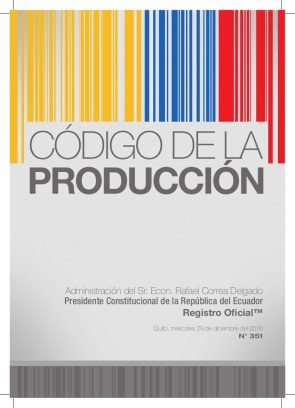 CÓDIGO DE LA
PRODUCCIÓN
Administración del Sr. Econ. Rafael Correa Delgado
Presidente Constitucional de la República del Ecuador
Registro Oficial™
Quito, miércoles 29 de diciembre del 2010
N° 351